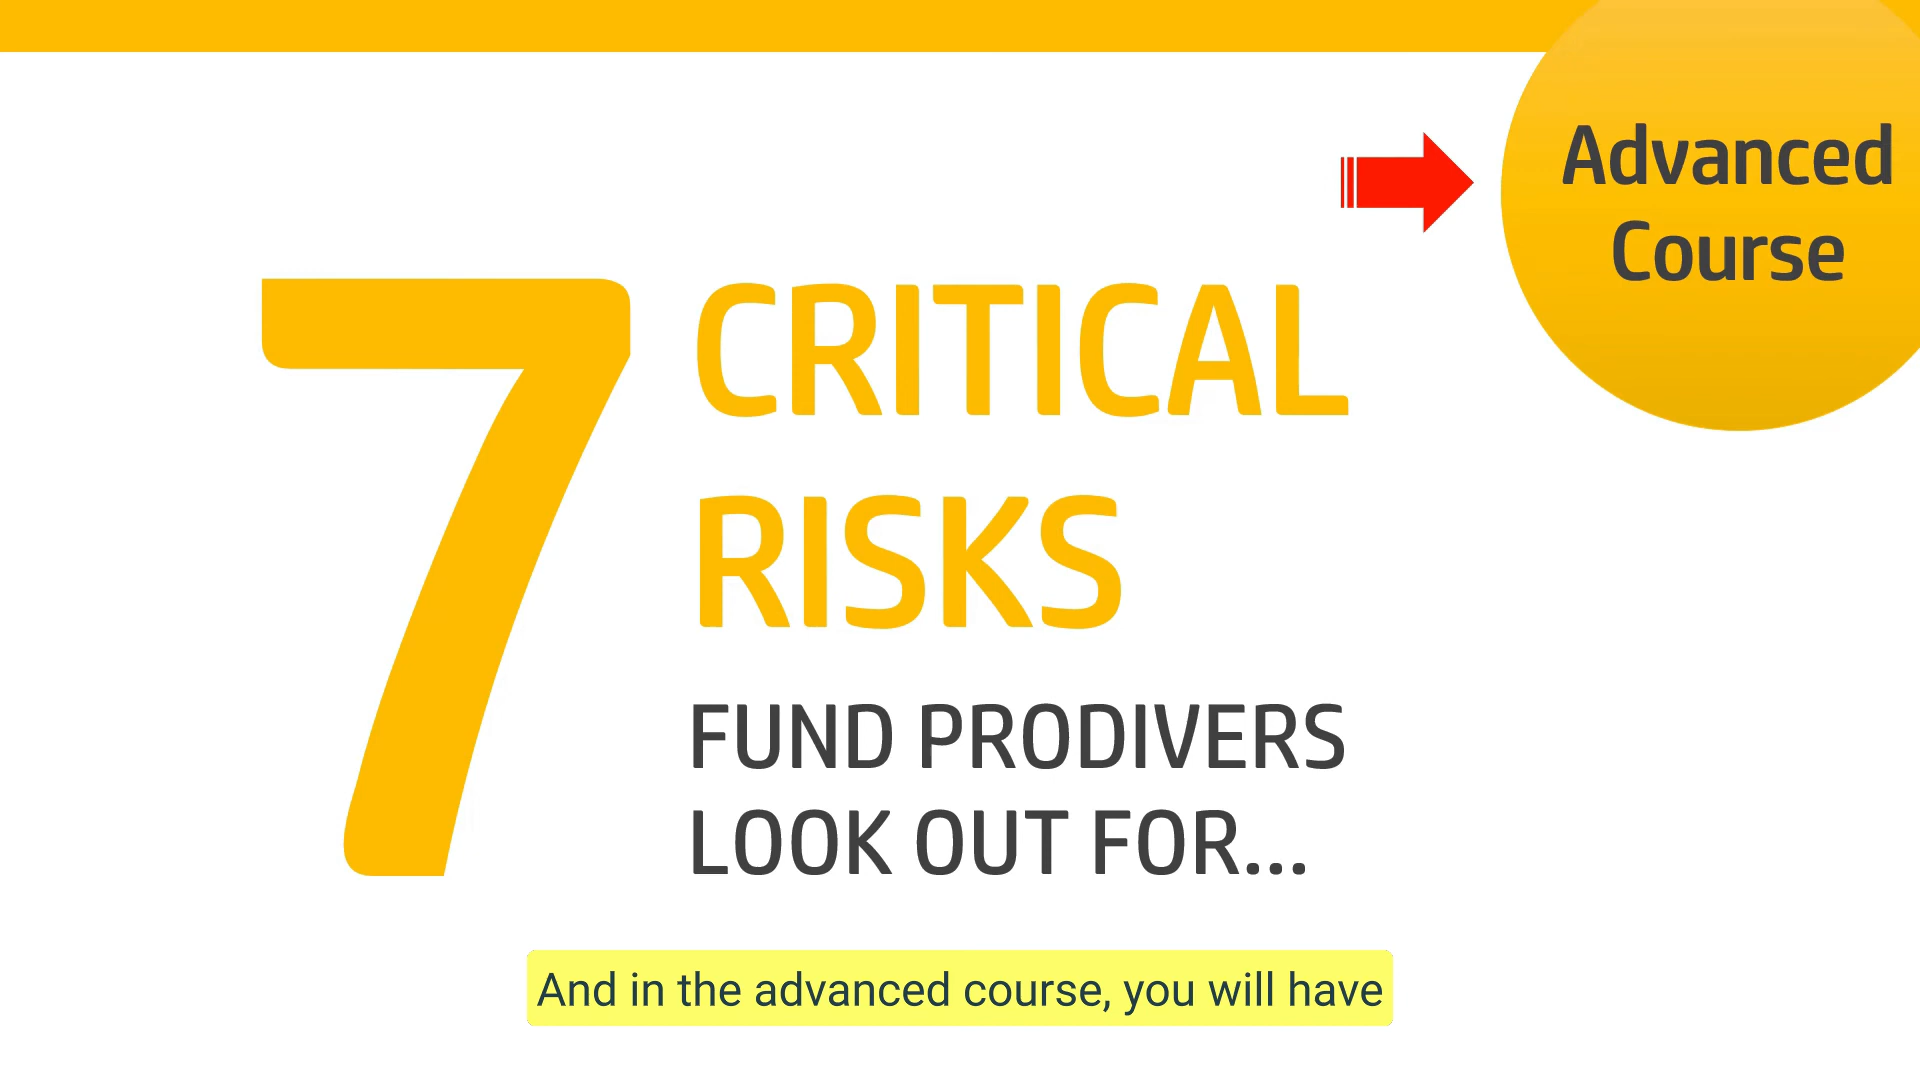 Advanced
Course
7
CRITICAL
RISKS
FUND PRODIVERS
LOOK OUT FOR...
And in the advanced course, you will have